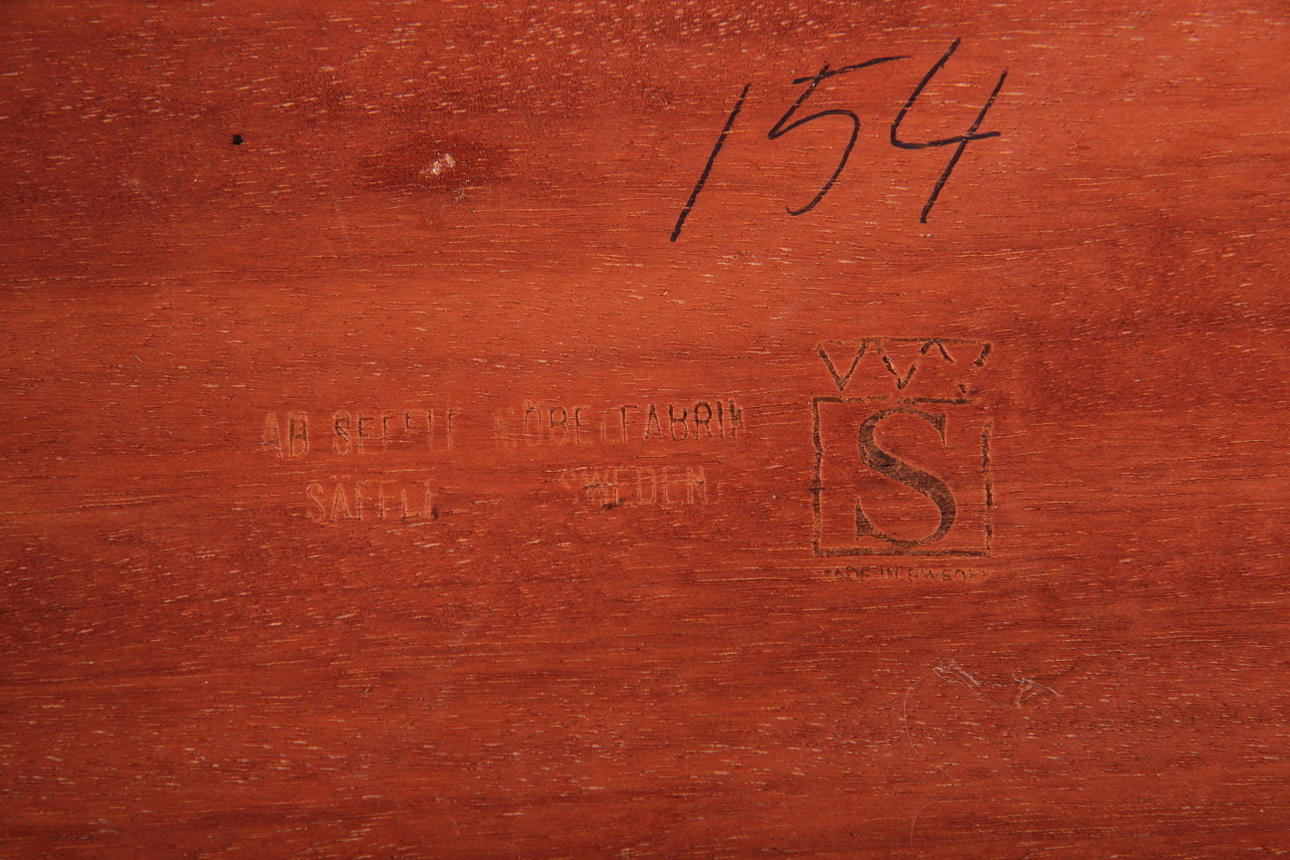 154
AB SEFFLE MÖBELFABRIK
SÄFFLE SWEDEN
S
MADE IN SWEDEN